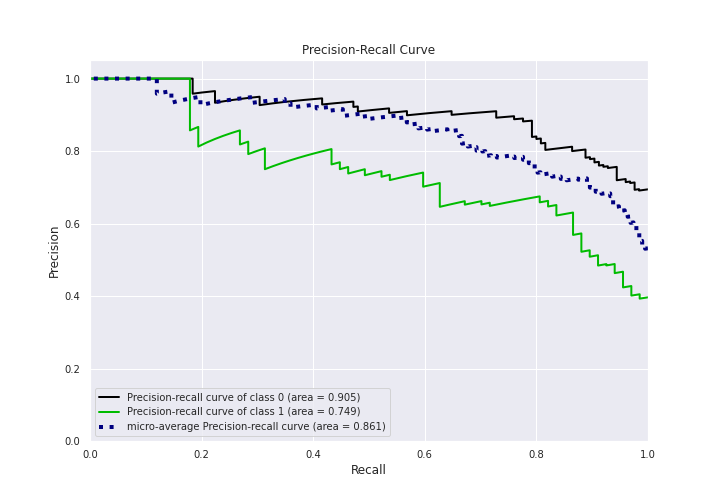 Precision-Recall Curve
1.0
0.8
0.6
0.4
0.2
0.0
Precision
Precision-recall curve of class 0 (area = 0.905)
Precision-recall curve of class 1 (area = 0.749)
micro-average Precision-recall curve (area = 0.861)
0.0 0.2 0.4 0.6 0.8 1.0
Recall